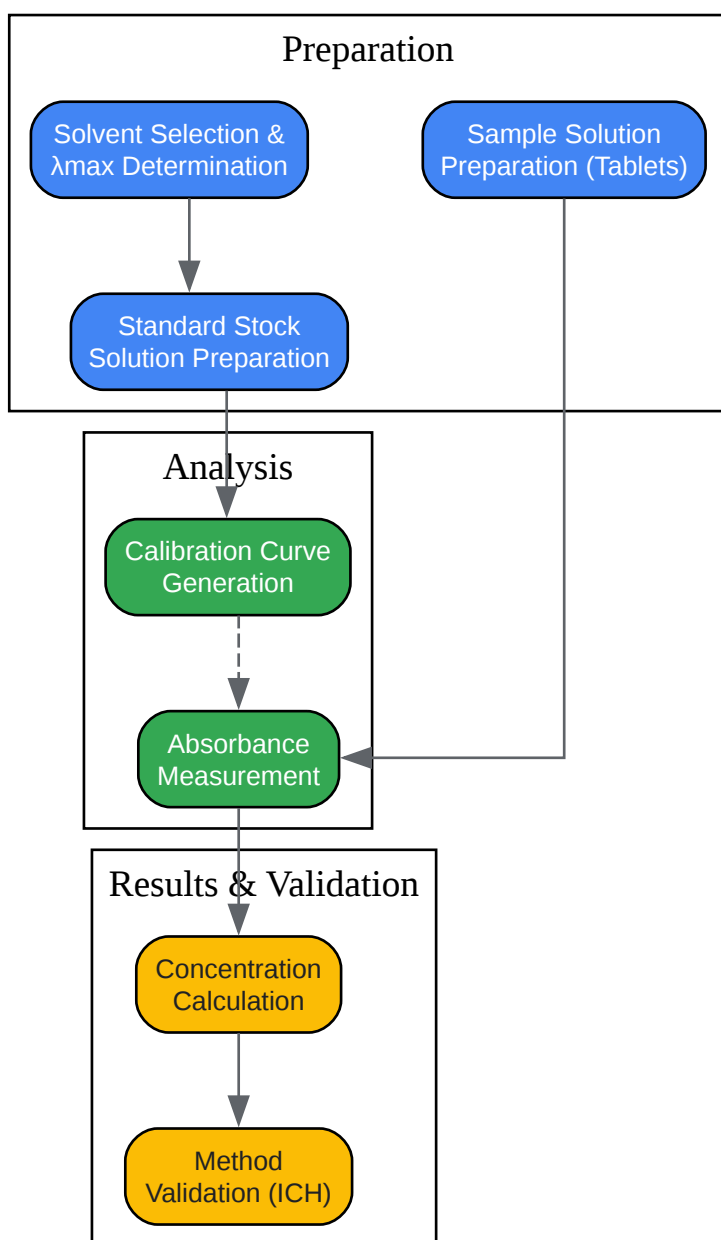 Preparation
Solvent Selection &
λmax Determination
Sample Solution
Preparation (Tablets)
Standard Stock
Solution Preparation
Analysis
Calibration Curve
Generation
Absorbance
Measurement
Results & Validation
Concentration
Calculation
Method
Validation (ICH)